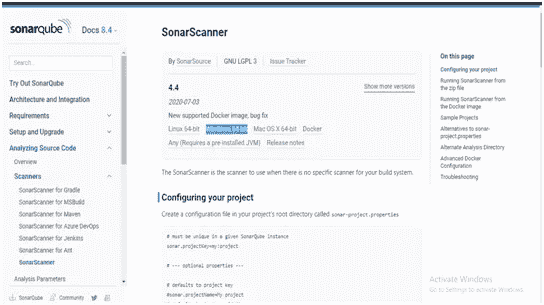 sonarqube
Docs 8.4
Search...
Try Out SonarQube
Architecture and Integration
Requirements
Setup and Upgrade
Analyzing Source Code
Overview
Scanners
SonarScanner for Gradle
SonarScanner for MSBuild
SonarScanner for Maven
SonarScanner for Azure DevOps
SonarScanner for Jenkins
SonarScanner for Ant
SonarScanner
Analysis Parameters
SonarQube Community
SonarScanner
By SonarSource GNU LGPL 3 Issue Tracker
4.4 Show more versions
2020-07-03
New supported Docker image, bug fix
Linux 64-bit Windows 64-bit Mac OS X 64-bit Docker
Any (Requires a pre-installed JVM) Release notes
The SonarScanner is the scanner to use when there is no specific scanner for your build system.
Configuring your project
Create a configuration file in your project's root directory called sonar-project.properties
# must be unique in a given SonarQube instance
sonar.projectKey=my:project
# --- optional properties ---
# defaults to project key
#sonar.projectName=My project
On this page
Configuring your project
Running SonarScanner from
the zip file
Running SonarScanner from
the Docker image
Sample Projects
Alternatives to sonar-
project.properties
Alternate Analysis Directory
Advanced Docker
Configuration
Troubleshooting
Activate Windows
Go to Settings to activate Windows.